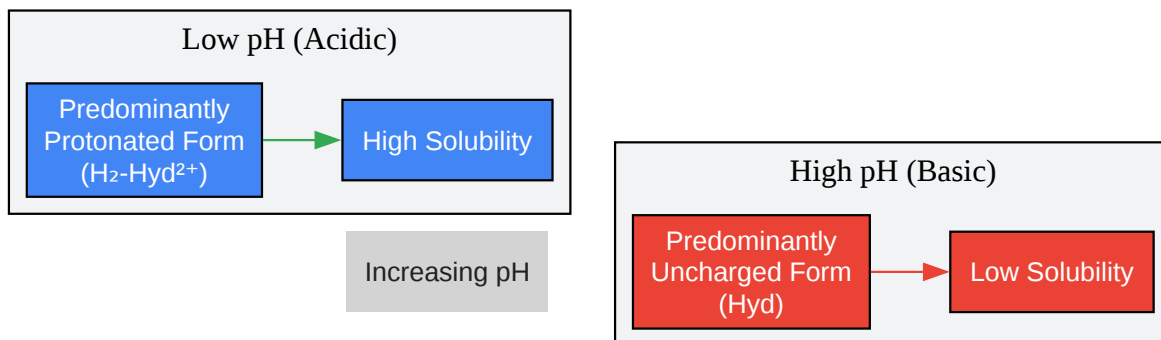 Low pH (Acidic)
Predominantly
Protonated Form
(H₂-Hyd²⁺)
High Solubility
Increasing pH
High pH (Basic)
Predominantly
Uncharged Form
(Hyd)
Low Solubility